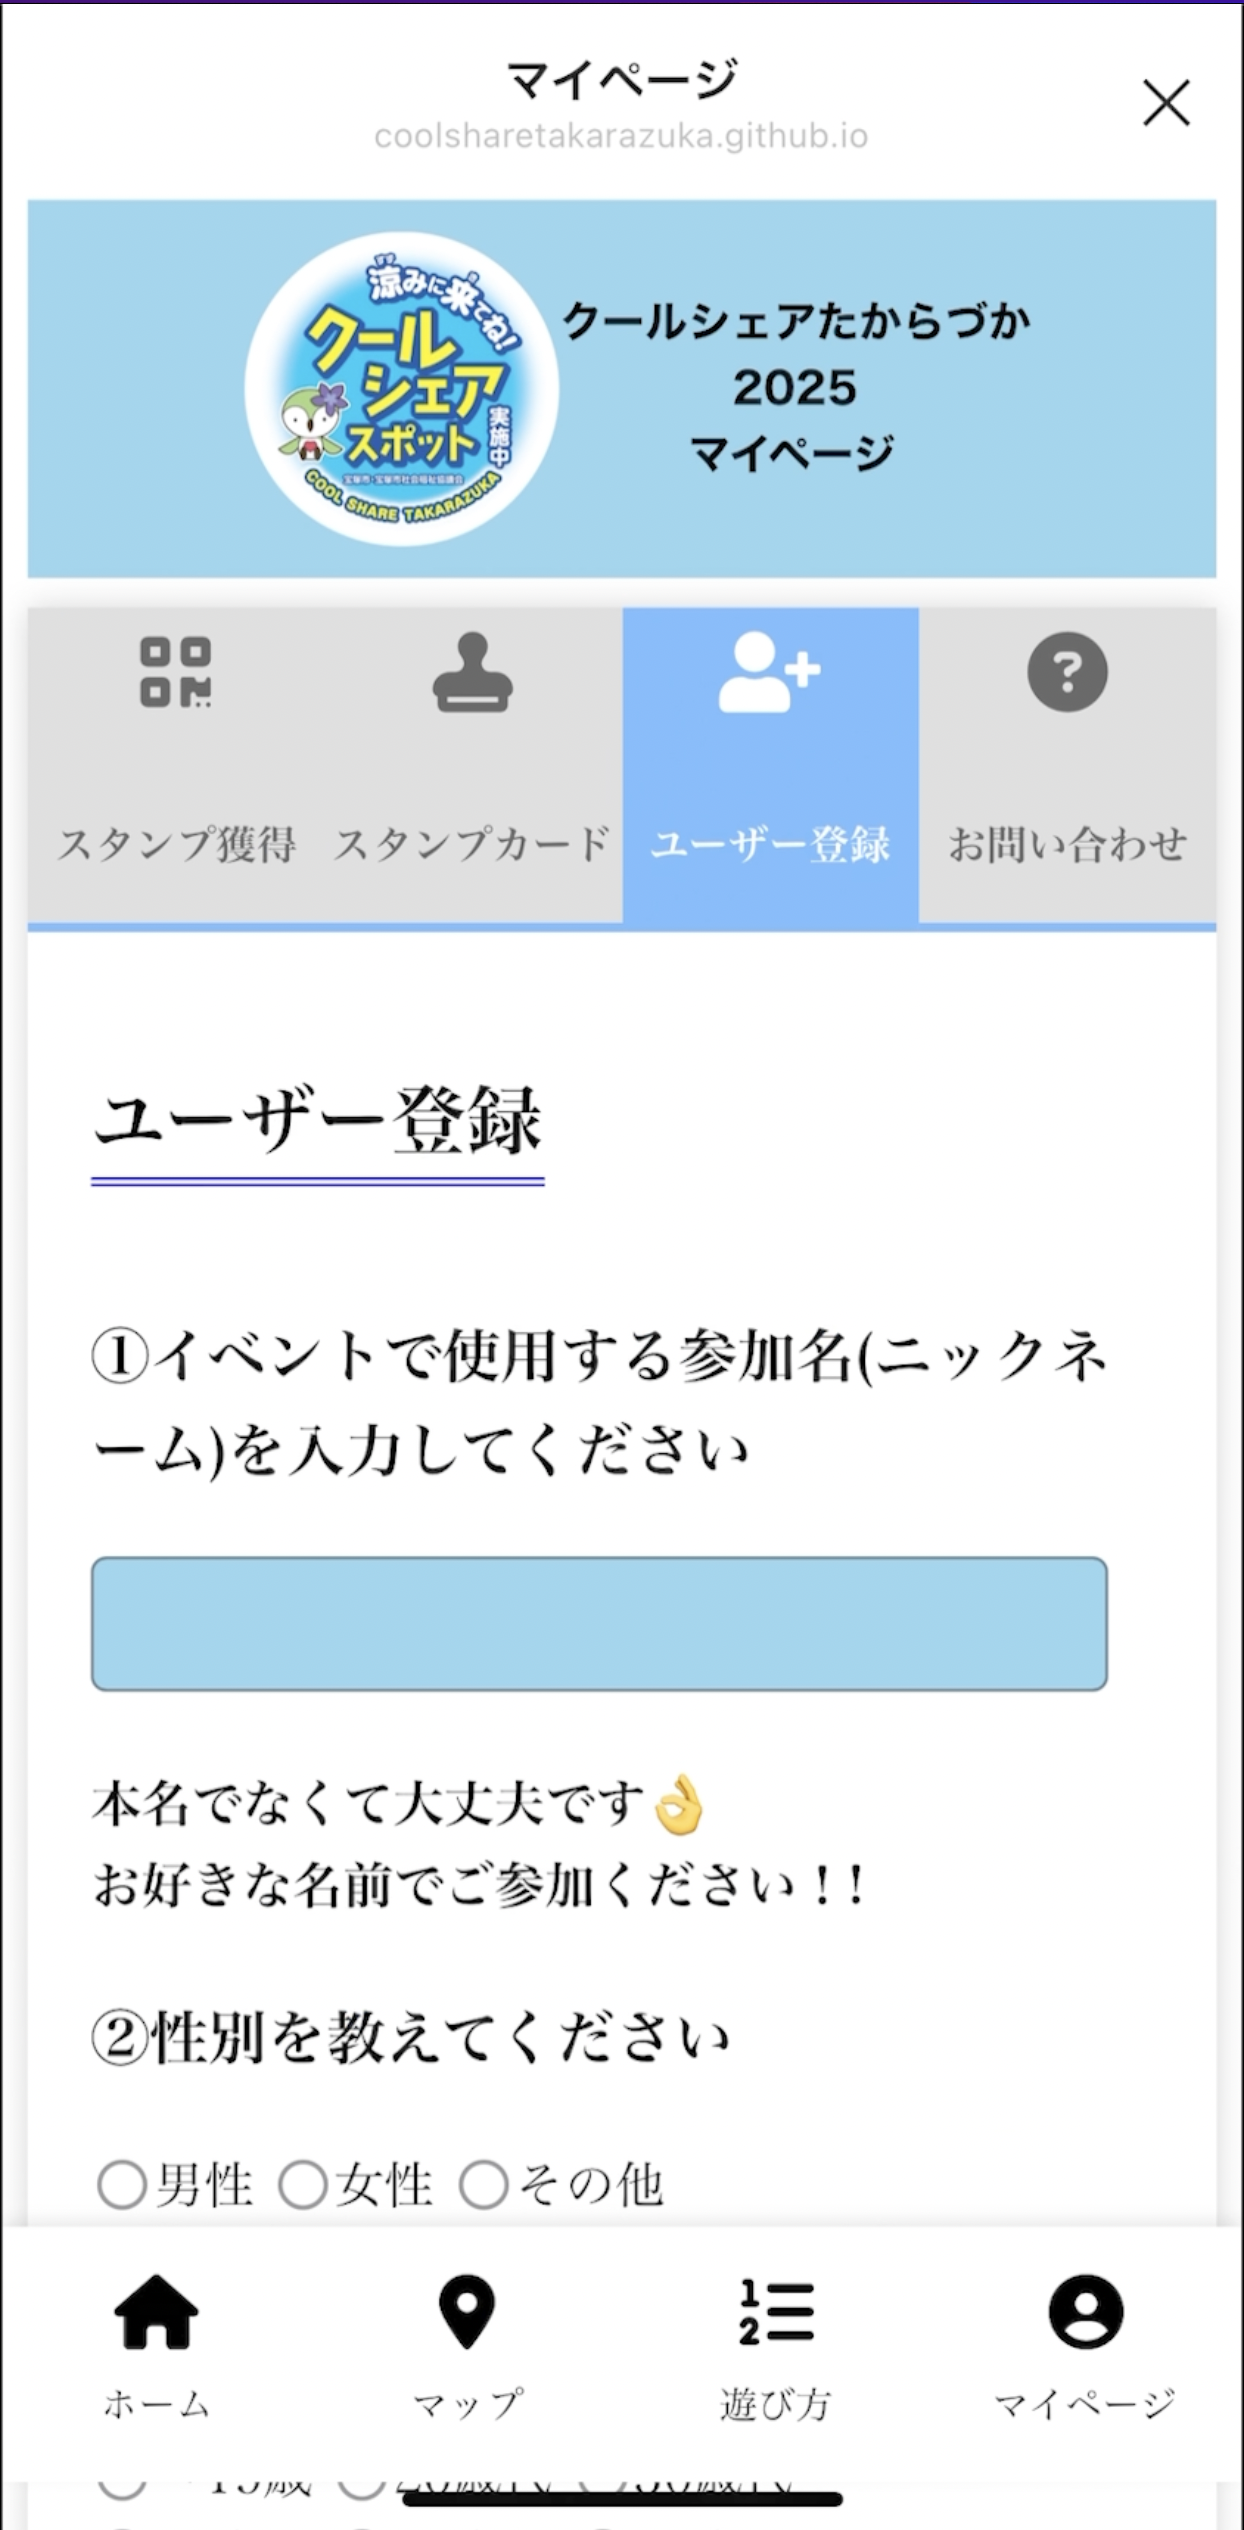 マイページ
coolsharetakarazuka.github.io
涼みに来てね!
クール
シェア
スポット
実施中
宝塚市・宝塚市社会福祉協議会
COOL SHARE TAKARAZUKA
クールシェアたからづか
2025
マイページ
スタンプ獲得
スタンプカード
ユーザー登録
お問い合わせ
ユーザー登録
①イベントで使用する参加名(ニックネ
ーム)を入力してください
本名でなくて大丈夫です👌
お好きな名前でご参加ください！！
②性別を教えてください
男性 女性 その他
ホーム
マップ
1
2
遊び方
マイページ